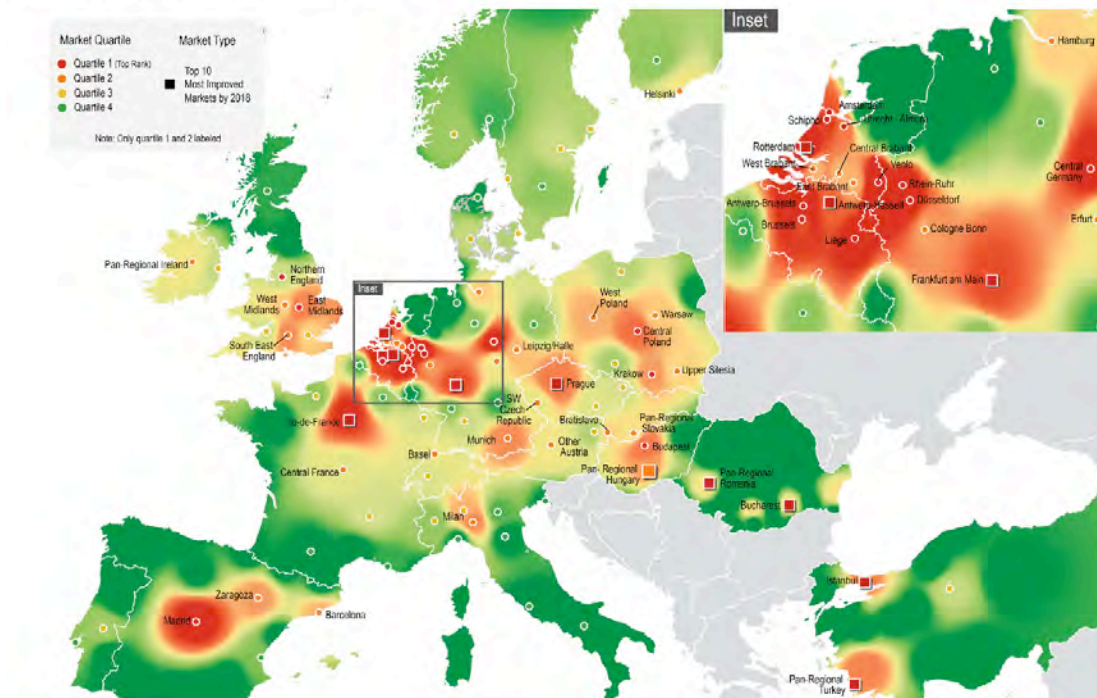 Market Quartile
Market Type
Quartile 1 (Top Rank)
Quartile 2
Quartile 3
Quartile 4
Top 10
Most Improved
Markets by 2018
Note: Only quartile 1 and 2 labeled
Helsinki
Pan-Regional Ireland
Northern
England
West
Midlands
East
Midlands
South East
England
Inset
West
Poland
Warsaw
Central
Poland
Leipzig/Halle
Krakow
Upper Silesia
Prague
SW
Czech
Republic
Ile-de-France
Bratislava
Pan-Regional
Slovakia
Munich
Other
Austria
Budapest
Basel
Central France
Pan- Regional
Hungary
Pan-Regional
Romania
Bucharest
Milan
Istanbul
Zaragoza
Barcelona
Madrid
Pan-Regional
Turkey
Inset
Hamburg
Amsterdam
Schiphol
Utrecht - Almere
Rotterdam
Central Brabant
West Brabant
Venlo
Central
Germany
East Brabant
Rhein-Ruhr
Antwerp-Brussels
Antwerp-Hasselt
Düsseldorf
Brussels
Erfurt
Liège
Cologne Bonn
Frankfurt am Main